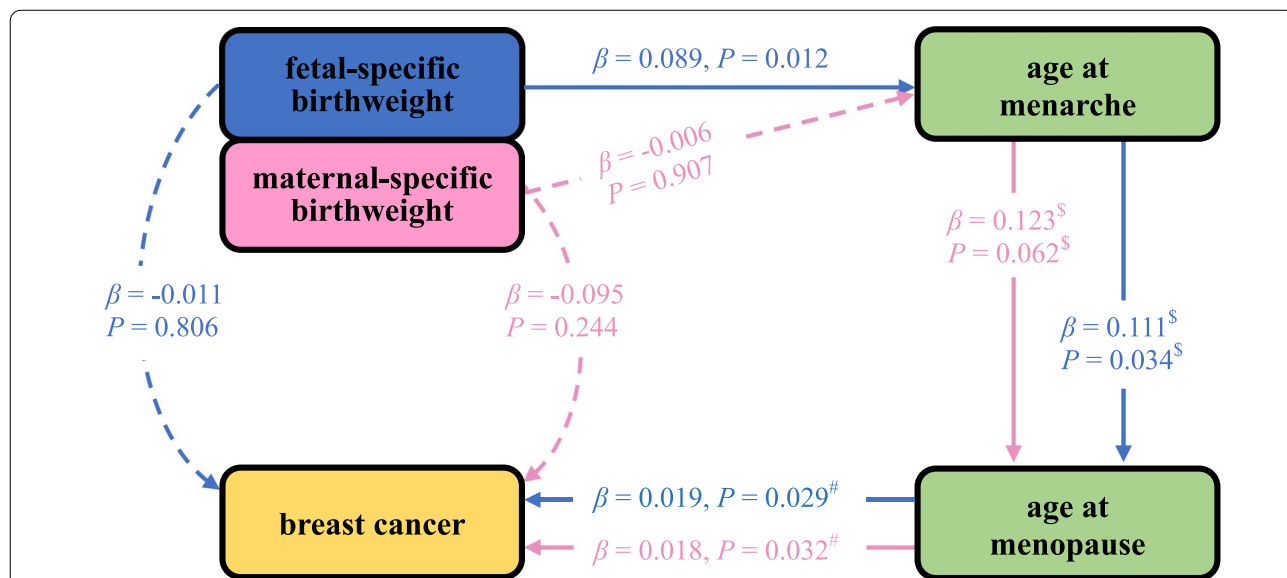 fetal-specific
birthweight
β = 0.089, P = 0.012
age at
menarche
maternal-specific
birthweight
β = -0.006
P = 0.907
β = 0.123$
P = 0.062$
β = -0.011
P = 0.806
β = -0.095
P = 0.244
β = 0.111$
P = 0.034$
breast cancer
β = 0.019, P = 0.029#
β = 0.018, P = 0.032#
age at
menopause